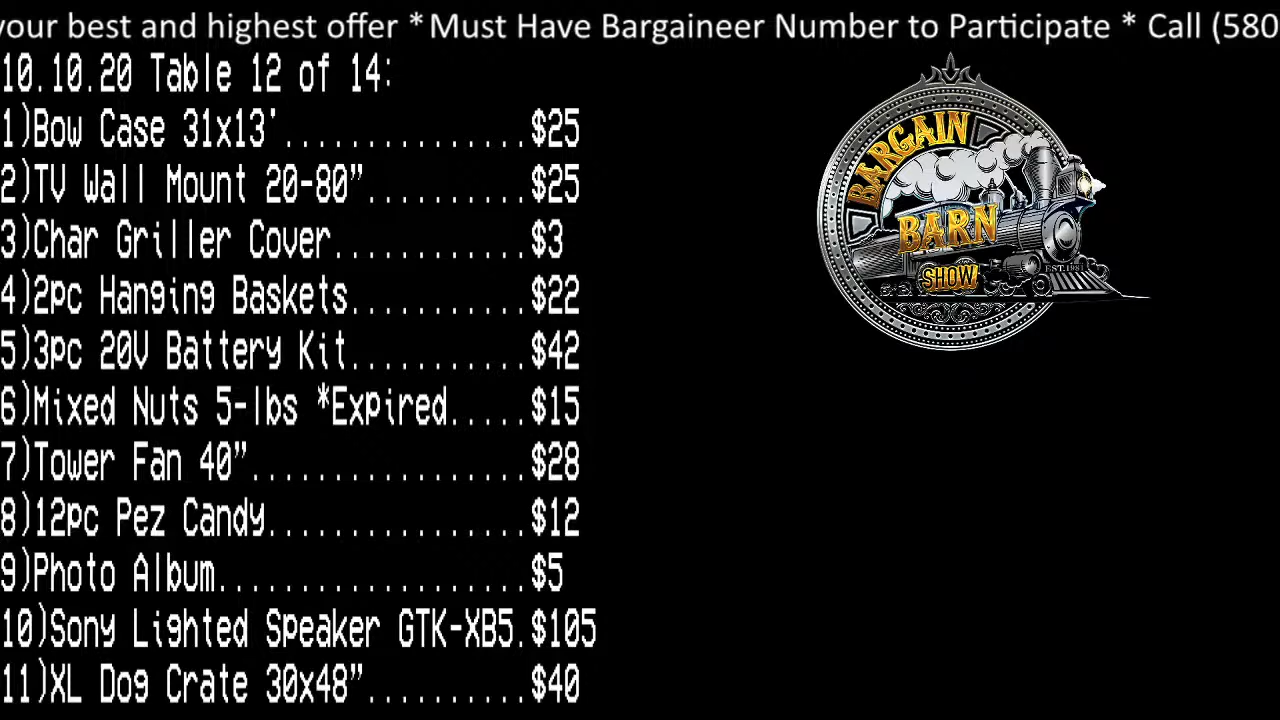 your best and highest offer *Must Have Bargaineer Number to Participate * Call (580
10.10.20 Table 12 of 14:
1)Bow Case 31x13'...............$25
2)TV Wall Mount 20-80”..........$25
3)Char Griller Cover............$3
4)2pc Hanging Baskets...........$22
5)3pc 20V Battery Kit...........$42
6)Mixed Nuts 5-lbs *Expired.....$15
7)Tower Fan 40”.................$28
8)12pc Pez Candy................$12
9)Photo Album...................$5
10)Sony Lighted Speaker GTK-XB5.$105
11)XL Dog Crate 30x48”..........$40
BARGAIN
BARN
SHOW